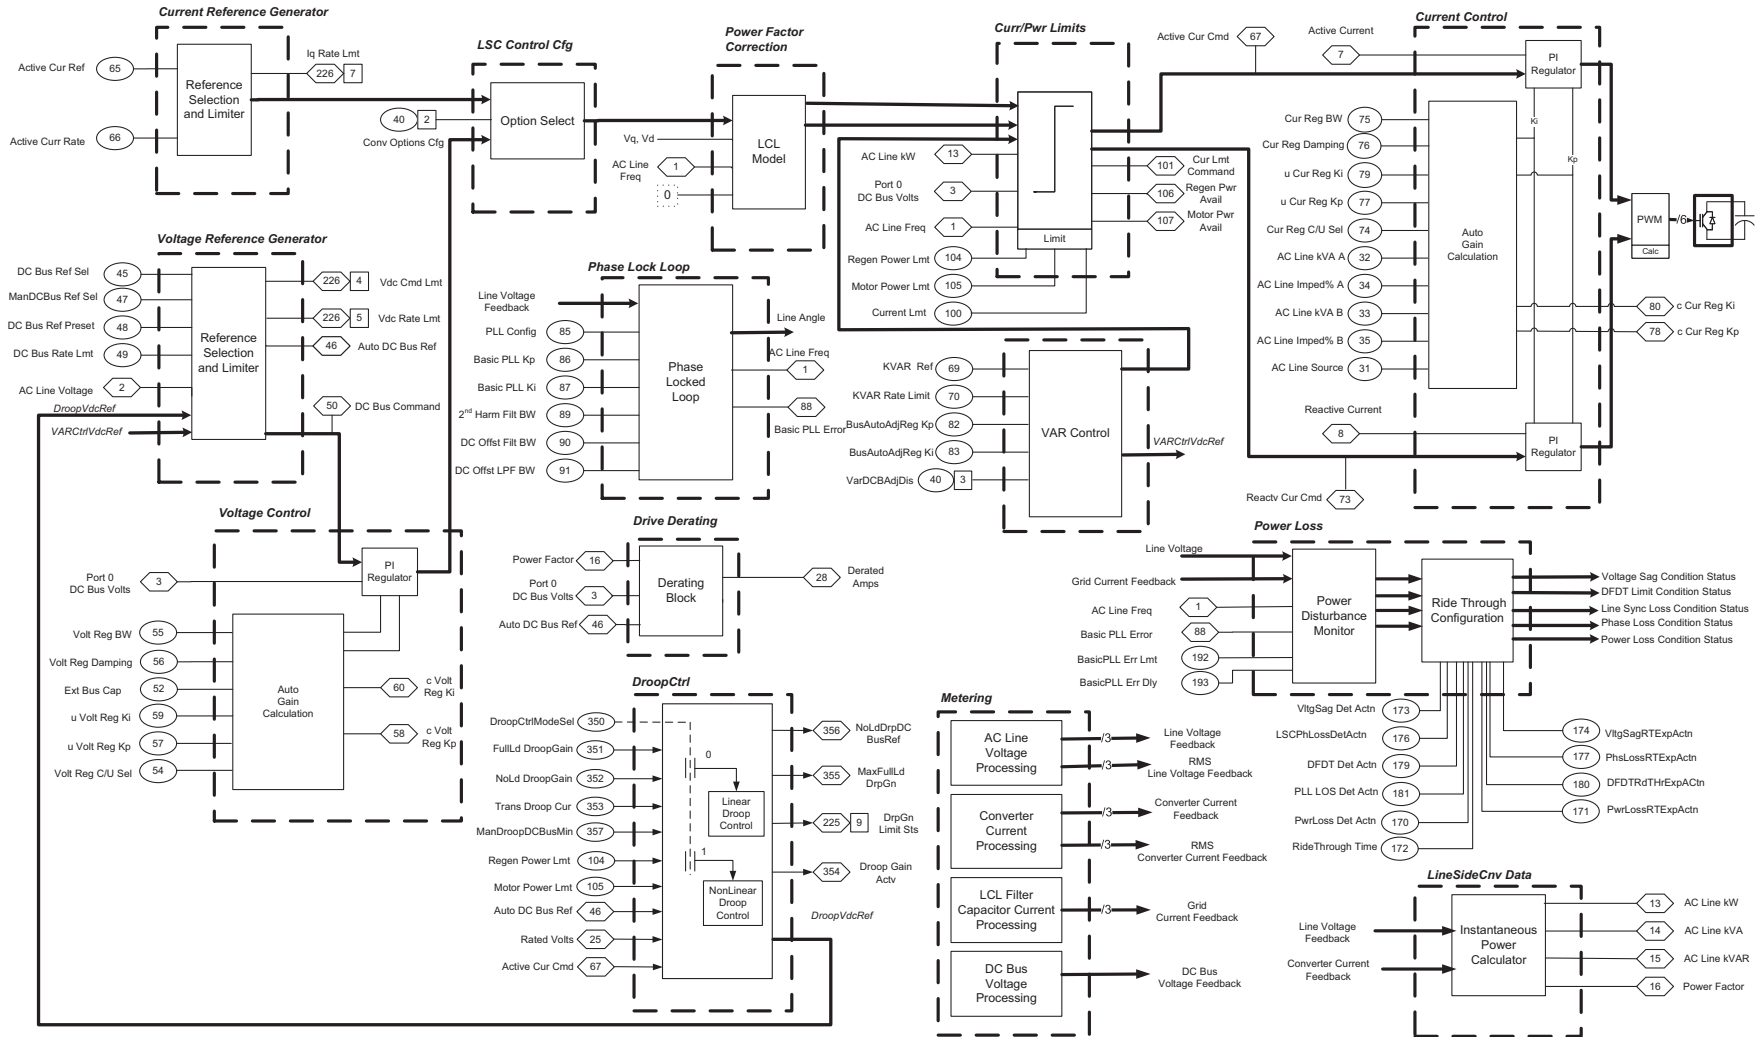 Current Reference Generator
Active Cur Ref
65
Reference
Selection
and Limiter
Iq Rate Lmt
226 7
Active Curr Rate
66
LSC Control Cfg
Option Select
40 2
Conv Options Cfg
Power Factor
Correction
LCL
Model
Vq, Vd
AC Line
Freq
1
0
Curr/Pwr Limits
Limit
AC Line kW
13
Port 0
DC Bus Volts
3
AC Line Freq
1
Regen Power Lmt
104
Motor Power Lmt
105
Current Lmt
100
101
Cur Lmt
Command
106
Regen Pwr
Avail
107
Motor Pwr
Avail
Active Cur Cmd
67
Current Control
Active Current
7
PI
Regulator
Ki
Kp
Cur Reg BW
75
Cur Reg Damping
76
u Cur Reg Ki
79
u Cur Reg Kp
77
Cur Reg C/U Sel
74
AC Line kVA A
32
AC Line Imped% A
34
AC Line kVA B
33
AC Line Imped% B
35
AC Line Source
31
Auto
Gain
Calculation
Reactive Current
8
PI
Regulator
Reactv Cur Cmd
73
80
c Cur Reg Ki
78
c Cur Reg Kp
PWM
Calc
/6
Voltage Reference Generator
DC Bus Ref Sel
45
ManDCBus Ref Sel
47
DC Bus Ref Preset
48
DC Bus Rate Lmt
49
AC Line Voltage
2
DroopVdcRef
VARCtrlVdcRef
Reference
Selection
and Limiter
226 4
Vdc Cmd Lmt
226 5
Vdc Rate Lmt
46
Auto DC Bus Ref
50
DC Bus Command
Phase Lock Loop
Line Voltage
Feedback
PLL Config
85
Basic PLL Kp
86
Basic PLL Ki
87
2nd Harm Filt BW
89
DC Offst Filt BW
90
DC Offst LPF BW
91
Phase
Locked
Loop
Line Angle
AC Line Freq
1
88
Basic PLL Error
KVAR Ref
69
KVAR Rate Limit
70
BusAutoAdjReg Kp
82
BusAutoAdjReg Ki
83
VarDCBAdjDis
40 3
VAR Control
VARCtrlVdcRef
Voltage Control
Port 0
DC Bus Volts
3
PI
Regulator
Volt Reg BW
55
Volt Reg Damping
56
Ext Bus Cap
52
u Volt Reg Ki
59
u Volt Reg Kp
57
Volt Reg C/U Sel
54
Auto
Gain
Calculation
60
c Volt
Reg Ki
58
c Volt
Reg Kp
Drive Derating
Power Factor
16
Port 0
DC Bus Volts
3
Auto DC Bus Ref
46
Derating
Block
28
Derated
Amps
DroopCtrl
DroopCtrlModeSel
350
FullLd DroopGain
351
NoLd DroopGain
352
Trans Droop Cur
353
ManDroopDCBusMin
357
Regen Power Lmt
104
Motor Power Lmt
105
Auto DC Bus Ref
46
Rated Volts
25
Active Cur Cmd
67
0
Linear
Droop
Control
1
NonLinear
Droop
Control
356
NoLdDrpDC
BusRef
355
MaxFullLd
DrpGn
225 9
DrpGn
Limit Sts
354
Droop Gain
Actv
DroopVdcRef
Power Loss
Line Voltage
Grid Current Feedback
AC Line Freq
1
Basic PLL Error
88
BasicPLL Err Lmt
192
BasicPLL Err Dly
193
Power
Disturbance
Monitor
Ride Through
Configuration
Voltage Sag Condition Status
DFDT Limit Condition Status
Line Sync Loss Condition Status
Phase Loss Condition Status
Power Loss Condition Status
VltgSag Det Actn
173
LSCPhLossDetActn
176
DFDT Det Actn
179
PLL LOS Det Actn
181
PwrLoss Det Actn
170
RideThrough Time
172
174
VltgSagRTExpActn
177
PhsLossRTExpActn
180
DFDTRdTHrExpACtn
171
PwrLossRTExpActn
Metering
AC Line
Voltage
Processing
/3
Line Voltage
Feedback
/3
RMS
Line Voltage Feedback
Converter
Current
Processing
/3
Converter Current
Feedback
/3
RMS
Converter Current Feedback
LCL Filter
Capacitor Current
Processing
/3
Grid
Current Feedback
DC Bus
Voltage
Processing
DC Bus
Voltage Feedback
LineSideCnv Data
Line Voltage
Feedback
Converter Current
Feedback
Instantaneous
Power
Calculator
13
AC Line kW
14
AC Line kVA
15
AC Line kVAR
16
Power Factor